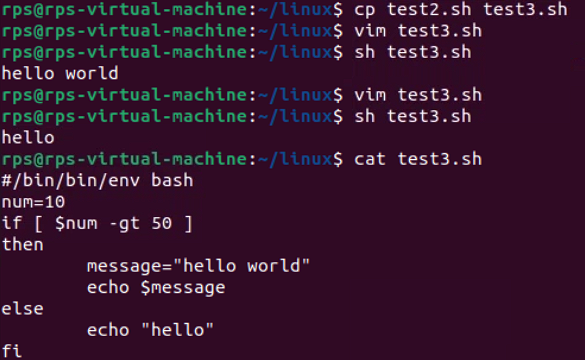 rps@rps-virtual-machine:~/linux$ cp test2.sh test3.sh
rps@rps-virtual-machine:~/linux$ vim test3.sh
rps@rps-virtual-machine:~/linux$ sh test3.sh
hello world
rps@rps-virtual-machine:~/linux$ vim test3.sh
rps@rps-virtual-machine:~/linux$ sh test3.sh
hello
rps@rps-virtual-machine:~/linux$ cat test3.sh
#/bin/bin/env bash
num=10
if [ $num -gt 50 ]
then
        message="hello world"
        echo $message
else
        echo "hello"
fi